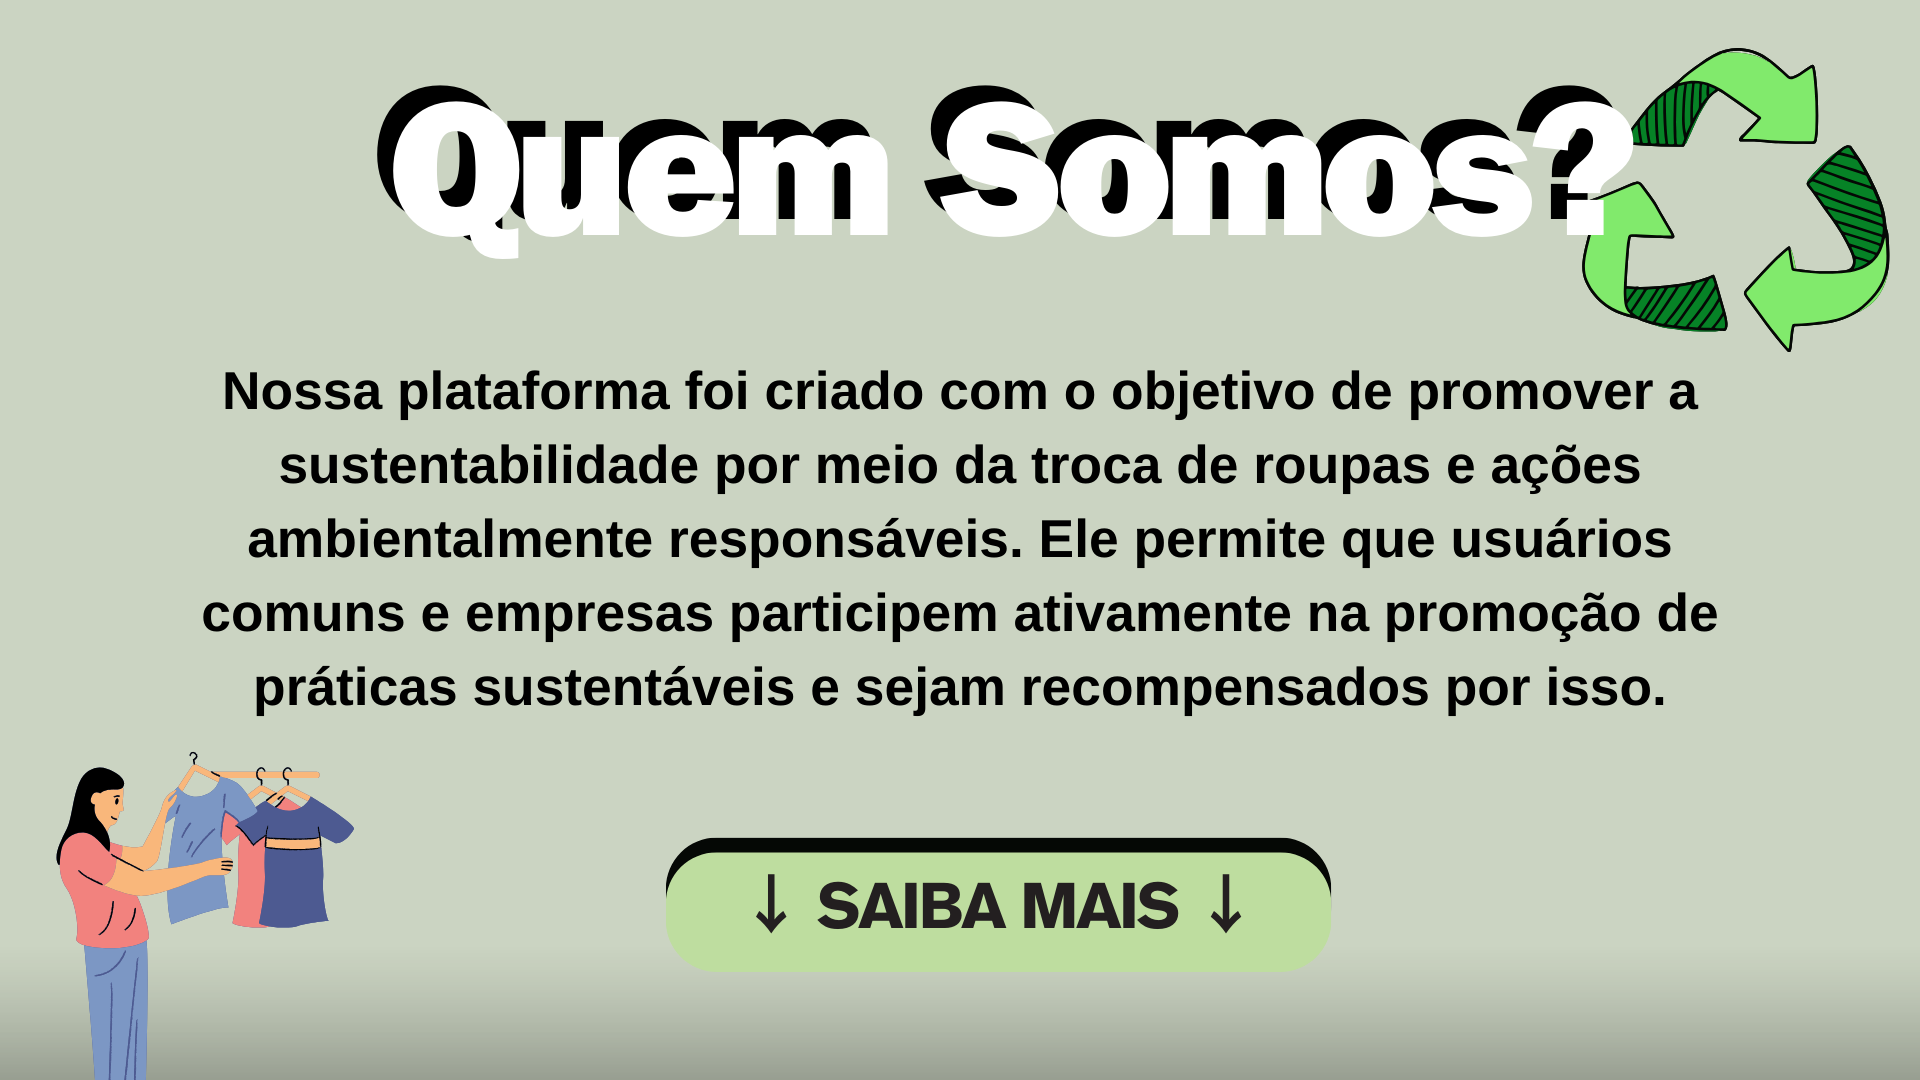 Quem Somos?
Nossa plataforma foi criado com o objetivo de promover a
sustentabilidade por meio da troca de roupas e ações
ambientalmente responsáveis. Ele permite que usuários
comuns e empresas participem ativamente na promoção de
práticas sustentáveis e sejam recompensados por isso.
↓ SAIBA MAIS ↓